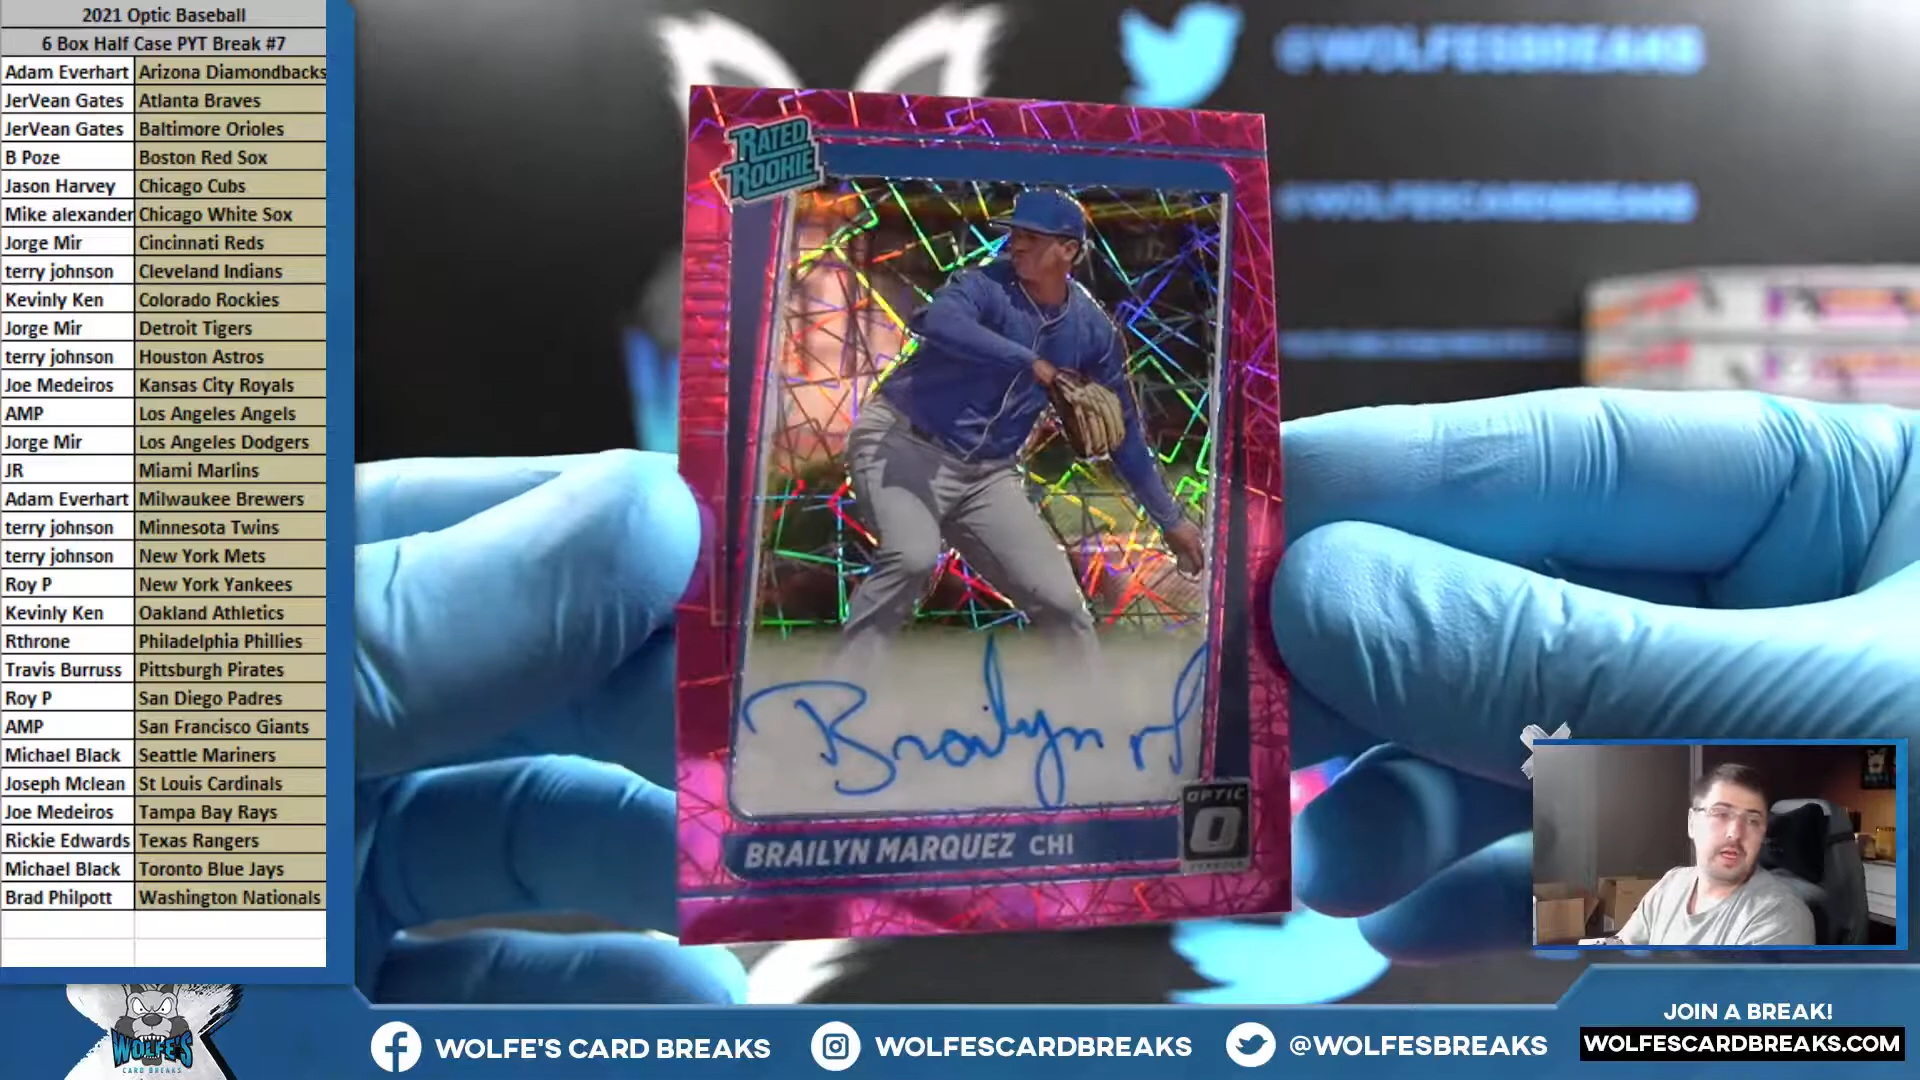 2021 Optic Baseball
6 Box Half Case PYT Break #7
Adam Everhart Arizona Diamondbacks
JerVean Gates Atlanta Braves
JerVean Gates Baltimore Orioles
B Poze Boston Red Sox
Jason Harvey Chicago Cubs
Mike alexander Chicago White Sox
Jorge Mir Cincinnati Reds
terry johnson Cleveland Indians
Kevinly Ken Colorado Rockies
Jorge Mir Detroit Tigers
terry johnson Houston Astros
Joe Medeiros Kansas City Royals
AMP Los Angeles Angels
Jorge Mir Los Angeles Dodgers
JR Miami Marlins
Adam Everhart Milwaukee Brewers
terry johnson Minnesota Twins
terry johnson New York Mets
Roy P New York Yankees
Kevinly Ken Oakland Athletics
Rthrone Philadelphia Phillies
Travis Burruss Pittsburgh Pirates
Roy P San Diego Padres
AMP San Francisco Giants
Michael Black Seattle Mariners
Joseph Mclean St Louis Cardinals
Joe Medeiros Tampa Bay Rays
Rickie Edwards Texas Rangers
Michael Black Toronto Blue Jays
Brad Philpott Washington Nationals
@WOLFESBREAKS
@WOLFESCARDBREAKS
RATED
ROOKIE
Brailyn M
OPTIC
BRAILYN MARQUEZ CHI
WOLFE'S
CARD BREAKS
WOLFE'S CARD BREAKS
WOLFESCARDBREAKS
@WOLFESBREAKS
JOIN A BREAK!
WOLFESCARDBREAKS.COM